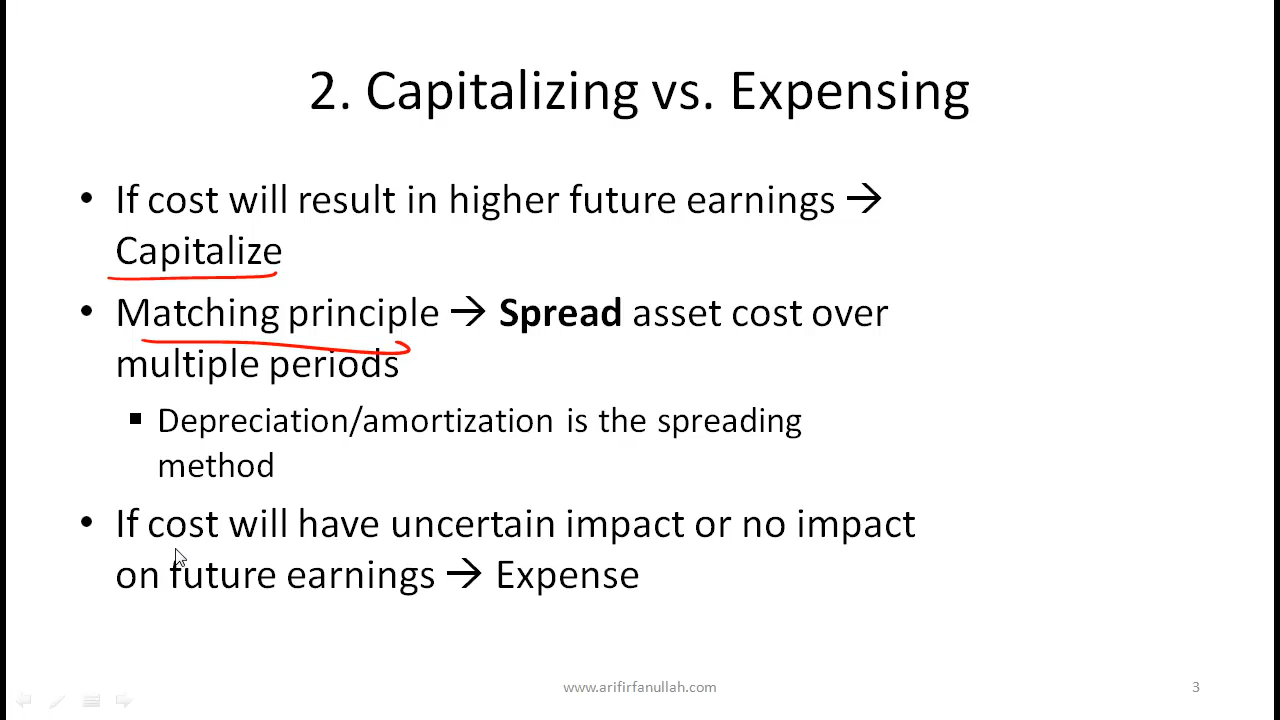 2. Capitalizing vs. Expensing
• If cost will result in higher future earnings →
Capitalize
• Matching principle → Spread asset cost over
multiple periods
▪ Depreciation/amortization is the spreading
method
• If cost will have uncertain impact or no impact
on future earnings → Expense
www.arifirfanullah.com
3